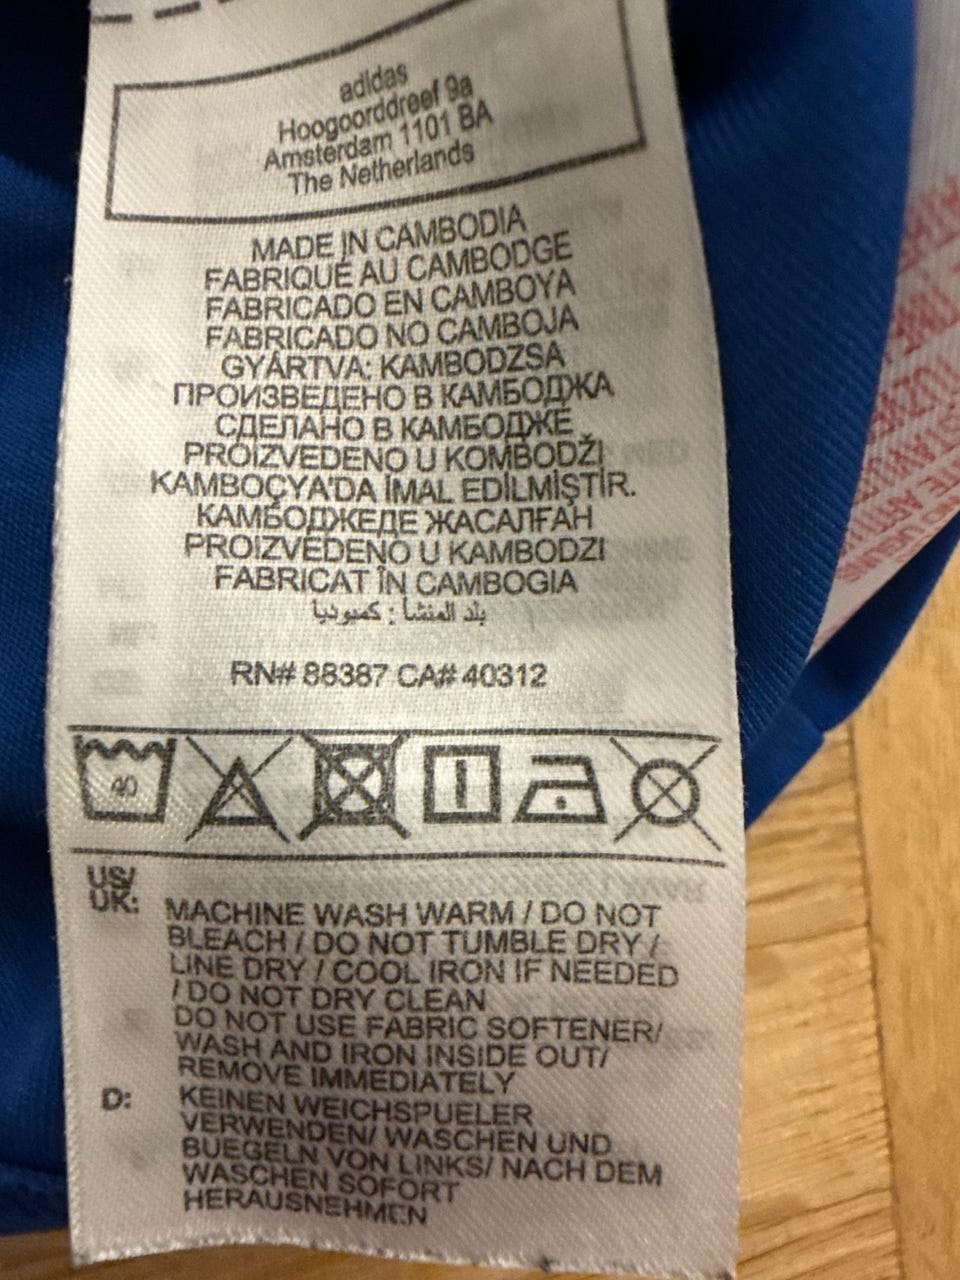 adidas
Hoogoorddreef 9a
Amsterdam 1101 BA
The Netherlands
MADE IN CAMBODIA
FABRIQUÉ AU CAMBODGE
FABRICADO EN CAMBOYA
FABRICADO NO CAMBOJA
GYÁRTVA: KAMBODZSA
ПРОИЗВЕДЕНО В КАМБОДЖА
СДЕЛАНО В КАМБОДЖЕ
PROIZVEDENO U KOMBODŽI
KAMBOÇYA'DA İMAL EDİLMİŞTİR.
КАМБОДЖЕДЕ ЖАСАЛҒАН
PROIZVEDENO U KAMBODZI
FABRICAT ÎN CAMBOGIA
بلد المنشأ : كمبوديا
RN# 88387 CA# 40312
40
US/
UK:
MACHINE WASH WARM / DO NOT
BLEACH / DO NOT TUMBLE DRY /
LINE DRY / COOL IRON IF NEEDED
/ DO NOT DRY CLEAN
DO NOT USE FABRIC SOFTENER/
WASH AND IRON INSIDE OUT/
REMOVE IMMEDIATELY
D:
KEINEN WEICHSPUELER
VERWENDEN/ WASCHEN UND
BUEGELN VON LINKS/ NACH DEM
WASCHEN SOFORT
HERAUSNEHMEN